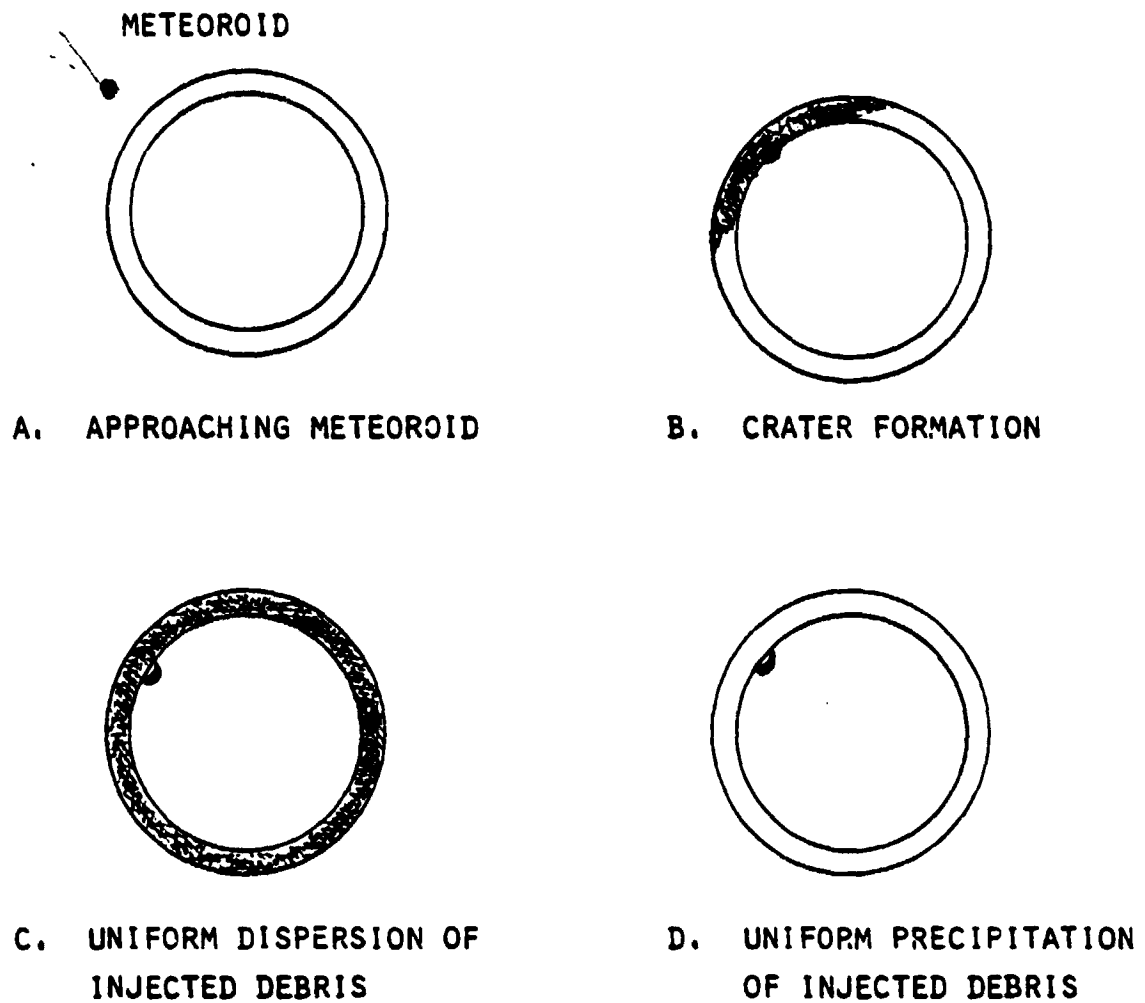 METEOROID
A. APPROACHING METEOROID
B. CRATER FORMATION
C. UNIFORM DISPERSION OF
INJECTED DEBRIS
D. UNIFORM PRECIPITATION
OF INJECTED DEBRIS